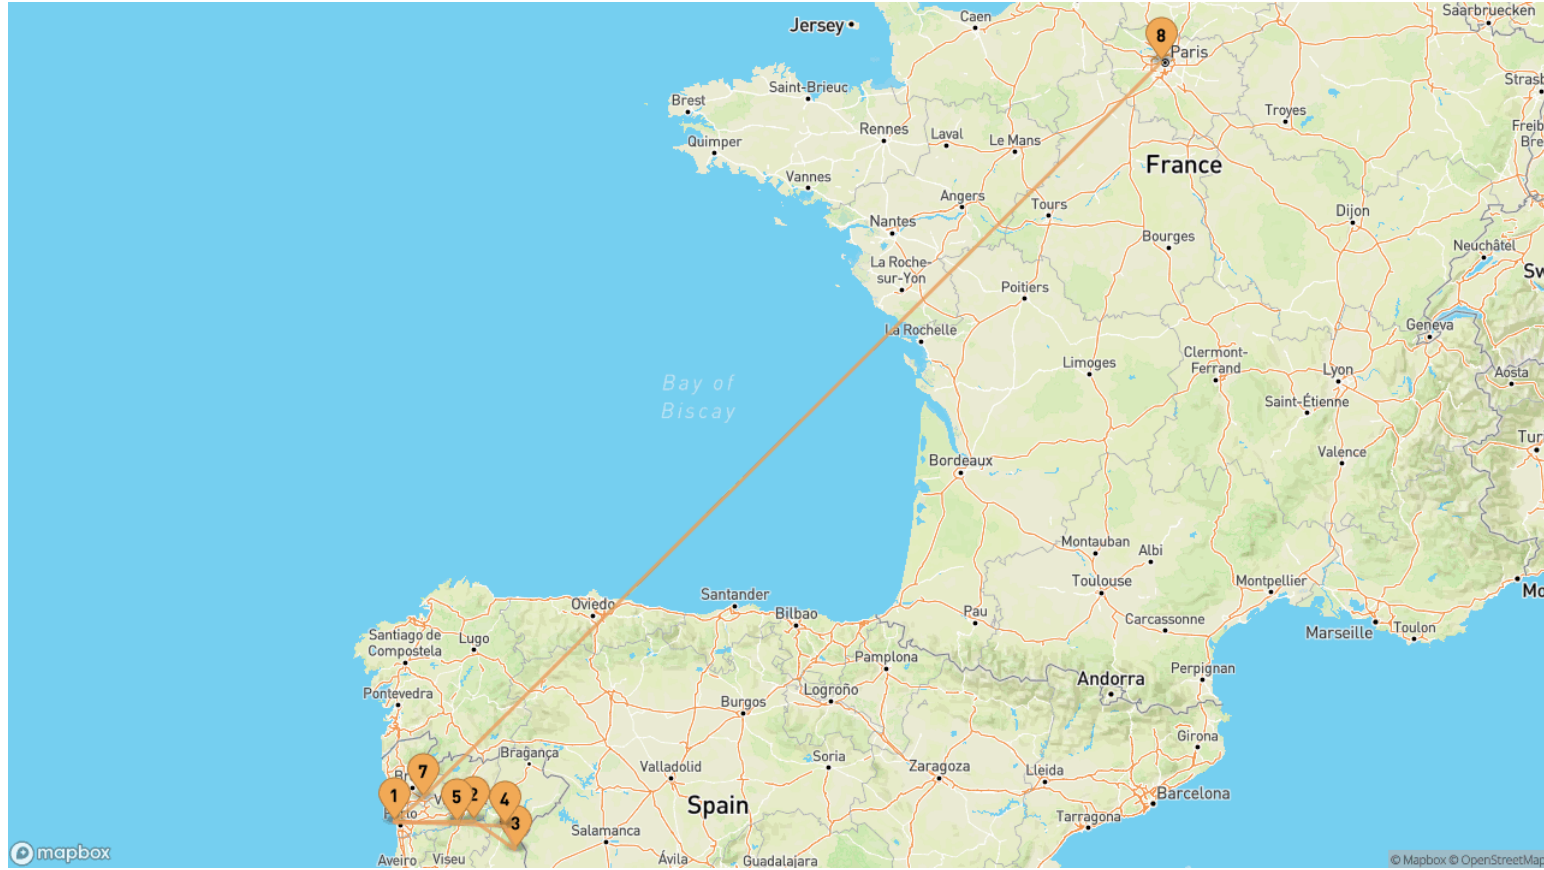 Jersey
Caen
8
Paris
Saarbruecken
Brest
Saint-Brieuc
Strasb
Troyes
Rennes
Laval
Le Mans
Freib
Bre
Quimper
France
Vannes
Angers
Tours
Dijon
Nantes
Bourges
Neuchâtel
La Roche-
sur-Yon
Sw
Poitiers
La Rochelle
Geneva
Bay of
Biscay
Limoges
Clermont-
Ferrand
Lyon
Aosta
Saint-Étienne
Tur
Bordeaux
Valence
Montauban
Albi
Toulouse
Montpellier
Mo
Oviedo
Santander
Bilbao
Pau
Carcassonne
Marseille
Toulon
Santiago de
Compostela
Lugo
Pamplona
Perpignan
Andorra
Pontevedra
Logroño
Burgos
Girona
Bragança
Soria
Valladolid
Zaragoza
Lleida
7
Br
1
5
2
4
V
Spain
Barcelona
3
Tarragona
Salamanca
Aveiro
Viseu
Ávila
Guadalajara
mapbox
© Mapbox © OpenStreetMap